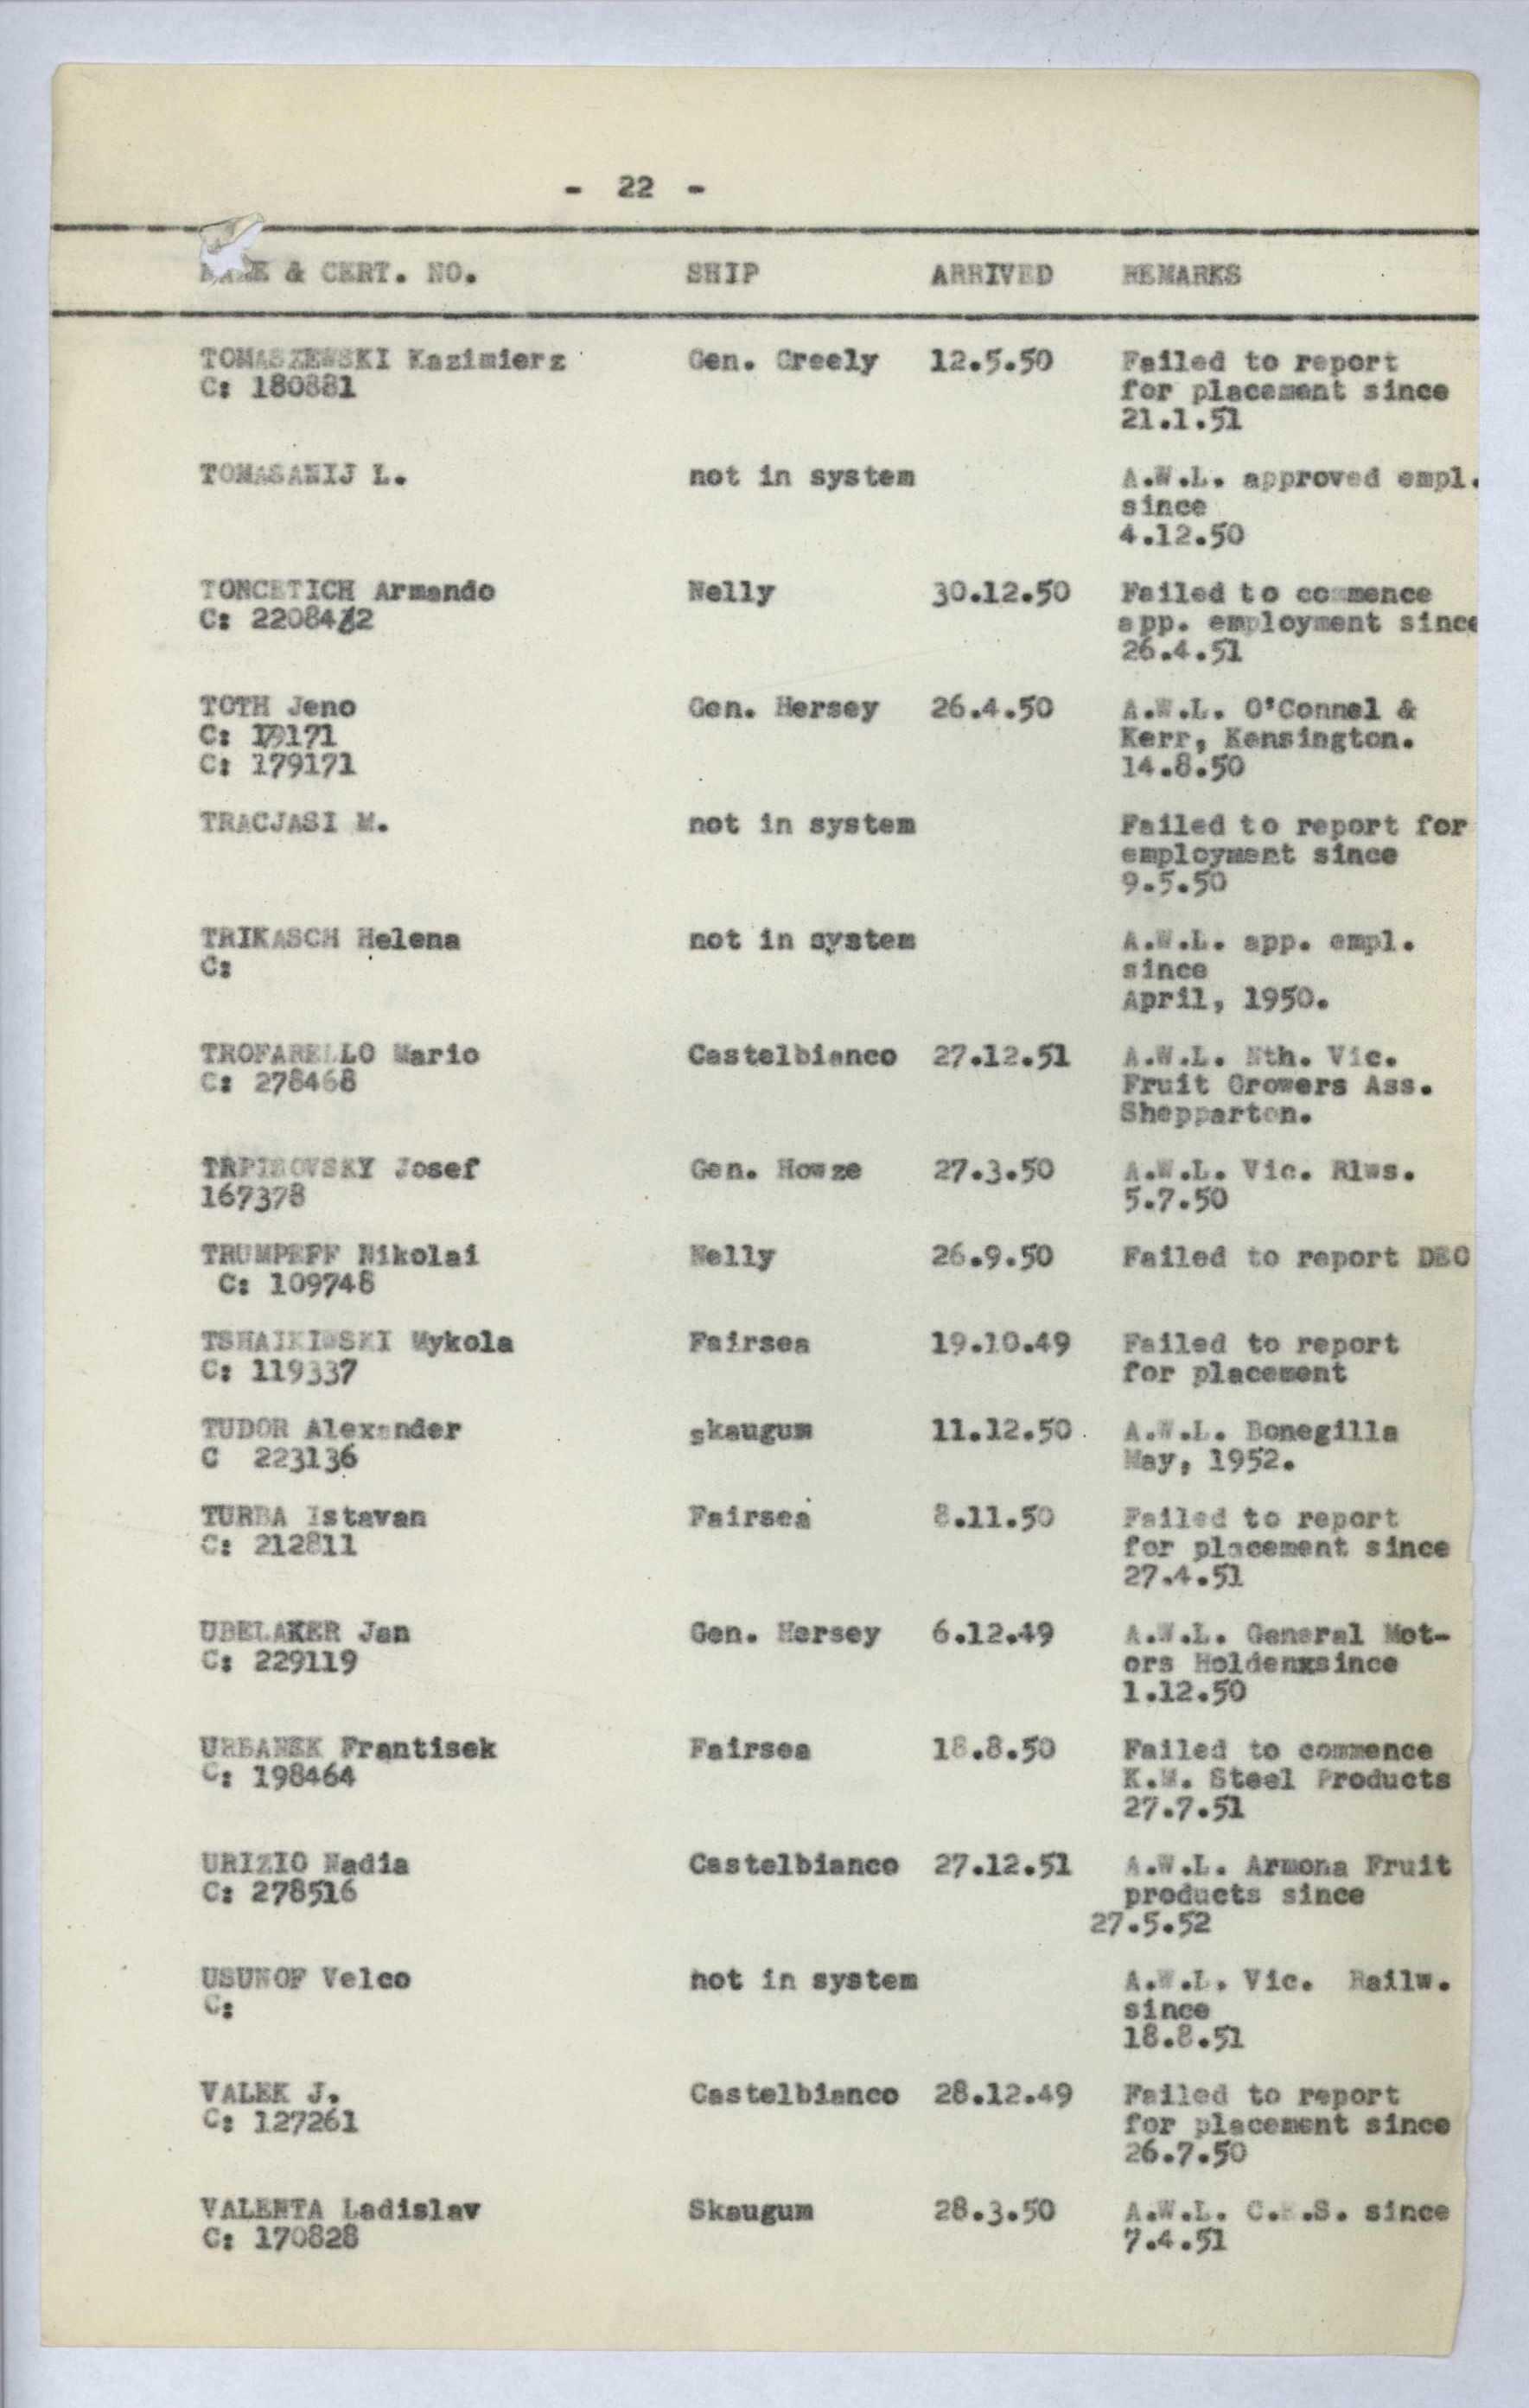 - 22 -
NAME & CERT. NO. SHIP ARRIVED REMARKS
TOMASZEWSKI Kazimierz Gen. Greely 12.5.50 Failed to report
C: 180881 for placement since
21.1.51
TOMASANIJ L. not in system A.W.L. approved empl.
since
4.12.50
TONCETICH Armando Nelly 30.12.50 Failed to commence
C: 220842 app. employment since
26.4.51
TOTH Jeno Gen. Hersey 26.4.50 A.W.L. O'Connel &
C: 19171 Kerr, Kensington.
C: 179171 14.8.50
TRACJASI M. not in system Failed to report for
employment since
9.5.50
TRIKASCH Helena not in system A.W.L. app. empl.
C: since
April, 1950.
TROFARELLO Mario Castelbianco 27.12.51 A.W.L. Nth. Vic.
C: 278468 Fruit Growers Ass.
Shepparton.
TRPISOVSKY Josef Gen. Howze 27.3.50 A.W.L. Vic. Rlws.
167378 5.7.50
TRUMPEFF Nikolai Nelly 26.9.50 Failed to report DEO
C: 109748
TSHAIKIWSKI Mykola Fairsea 19.10.49 Failed to report
C: 119337 for placement
TUDOR Alexander skaugum 11.12.50 A.W.L. Bonegilla
C 223136 May, 1952.
TURBA Istavan Fairsea 8.11.50 Failed to report
C: 212811 for placement since
27.4.51
UBELAKER Jan Gen. Hersey 6.12.49 A.W.L. General Mot-
C: 229119 ors Holdenxsince
1.12.50
URBANEK Frantisek Fairsea 18.8.50 Failed to commence
C: 198464 K.M. Steel Products
27.7.51
URIZIO Nadia Castelbianco 27.12.51 A.W.L. Armona Fruit
C: 278516 products since
27.5.52
USUNOF Velco not in system A.W.L. Vic. Railw.
C: since
18.8.51
VALEK J. Castelbianco 28.12.49 Failed to report
C: 127261 for placement since
26.7.50
VALENTA Ladislav Skaugum 28.3.50 A.W.L. since
C: 170828 7.4.51